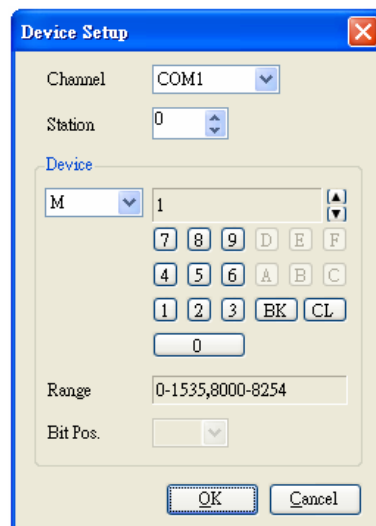 Device Setup
Channel COM1
Station 0
Device
M 1
7 8 9 D E F
4 5 6 A B C
1 2 3 BK CL
0
Range 0-1535,8000-8254
Bit Pos.
OK Cancel